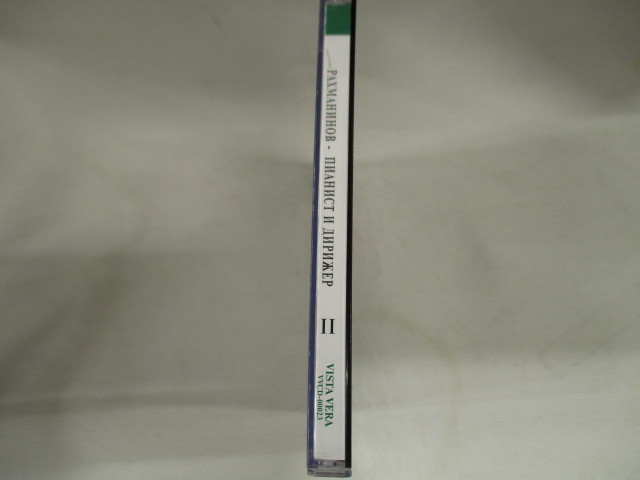 РАХМАНИНОВ - ПИАНИСТ И ДИРИЖЕР
II
VISTA VERA
VVCD-00023